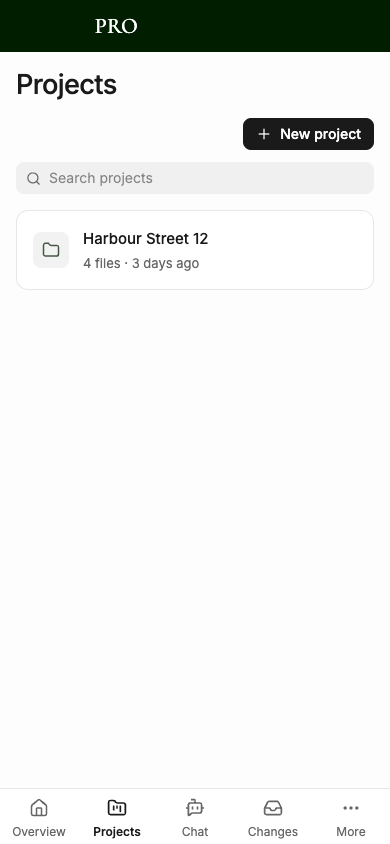 PRO
Projects
New project
Search projects
Harbour Street 12
4 files · 3 days ago
Overview
Projects
Chat
Changes
More